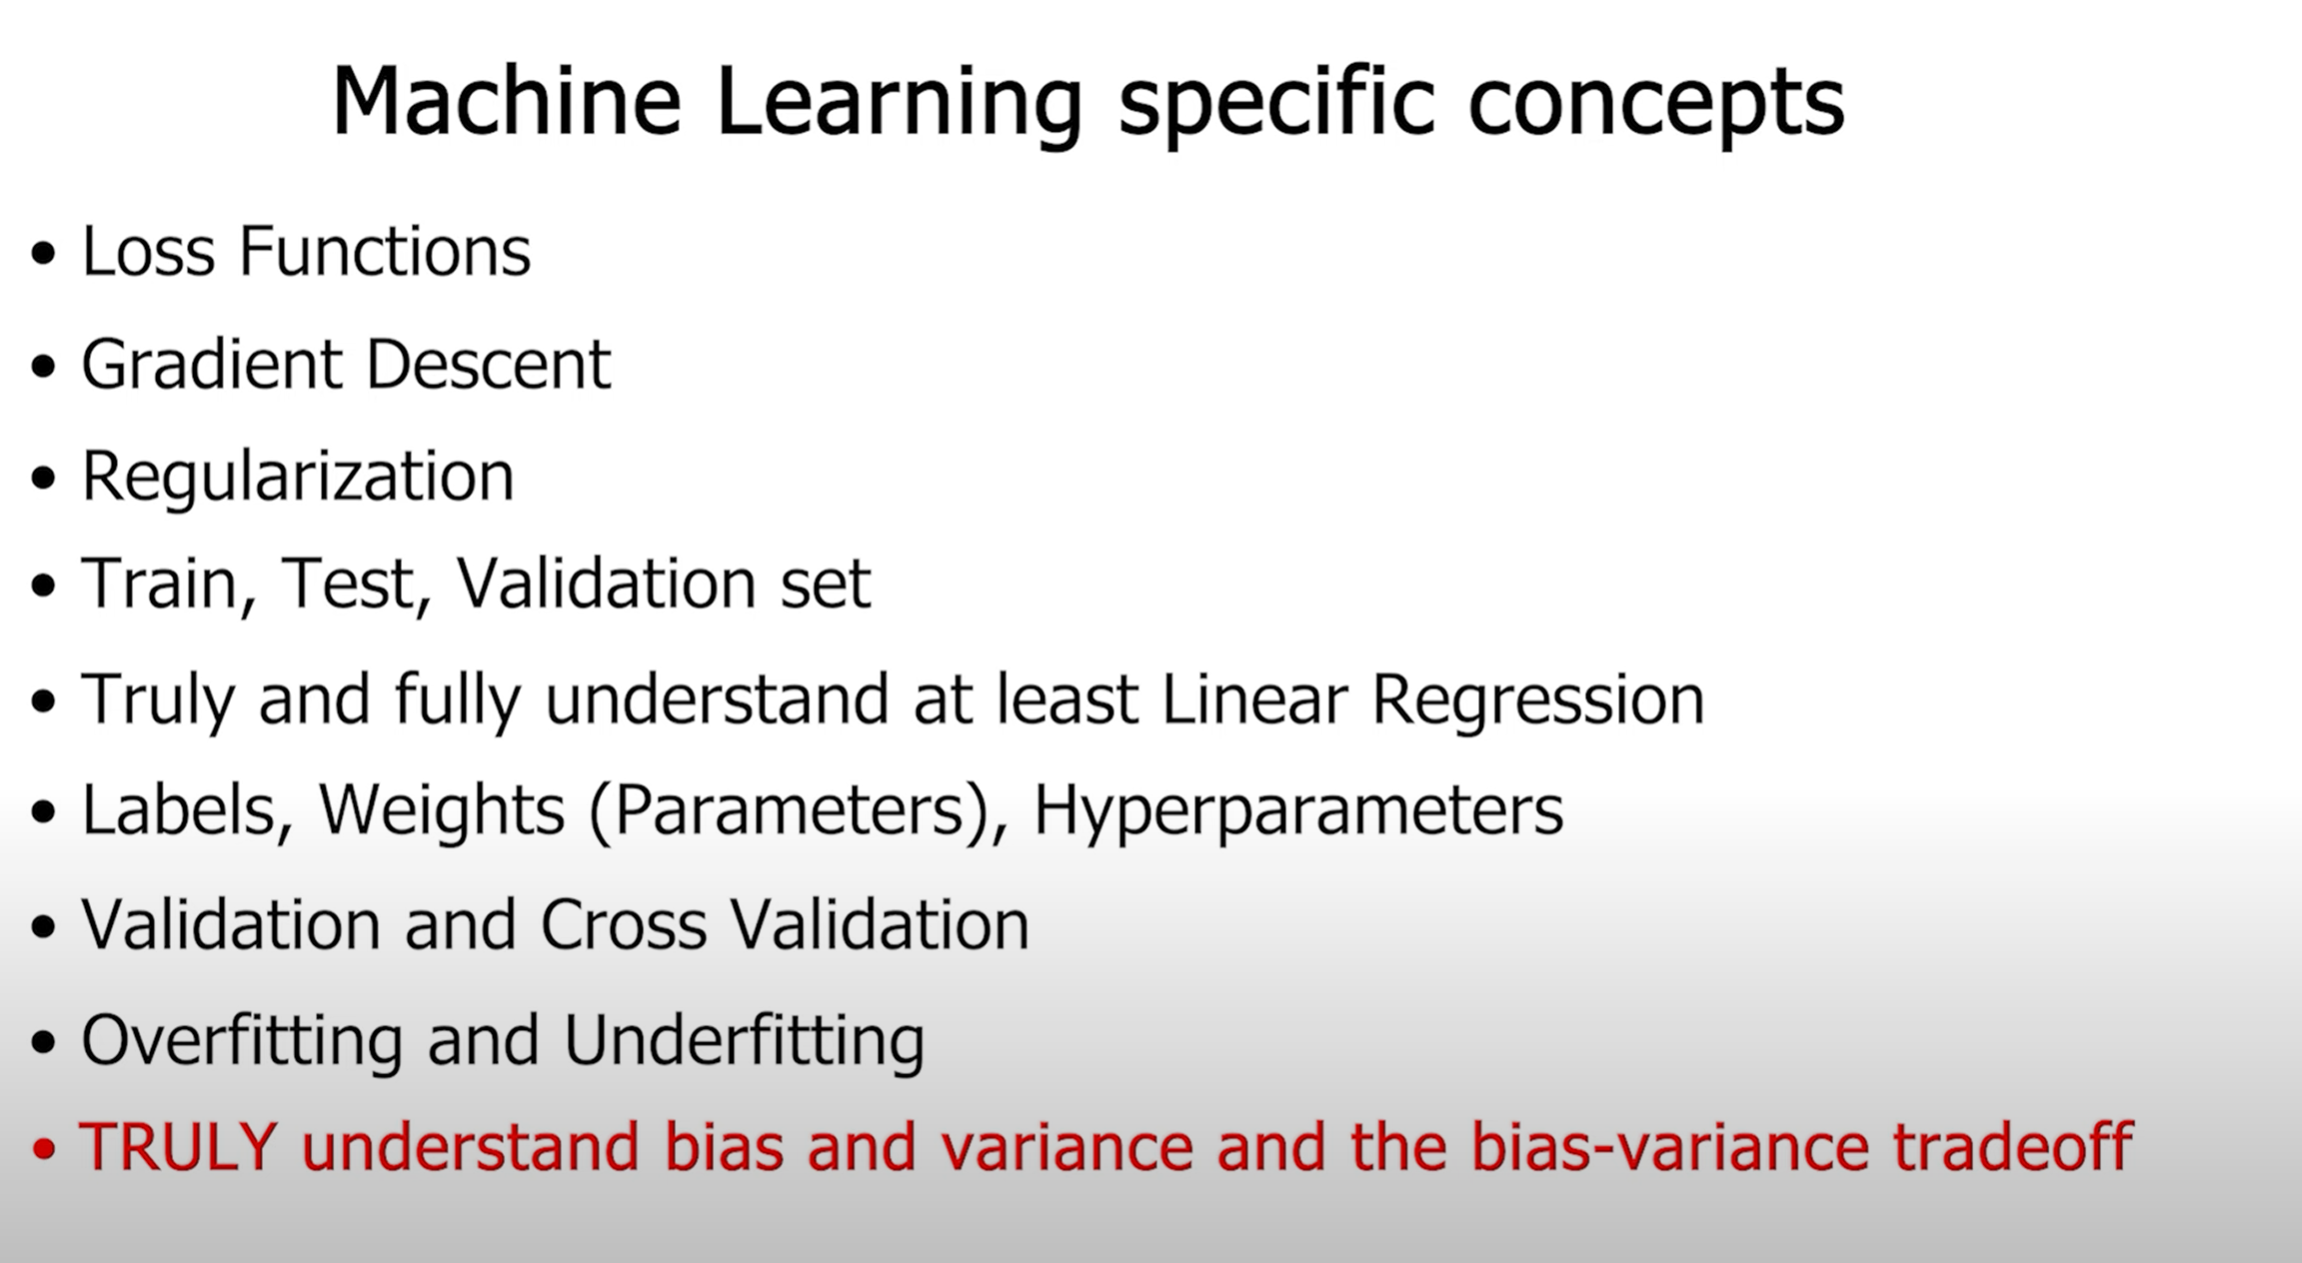 Machine Learning specific concepts
• Loss Functions
• Gradient Descent
• Regularization
• Train, Test, Validation set
• Truly and fully understand at least Linear Regression
• Labels, Weights (Parameters), Hyperparameters
• Validation and Cross Validation
• Overfitting and Underfitting
• TRULY understand bias and variance and the bias-variance tradeoff